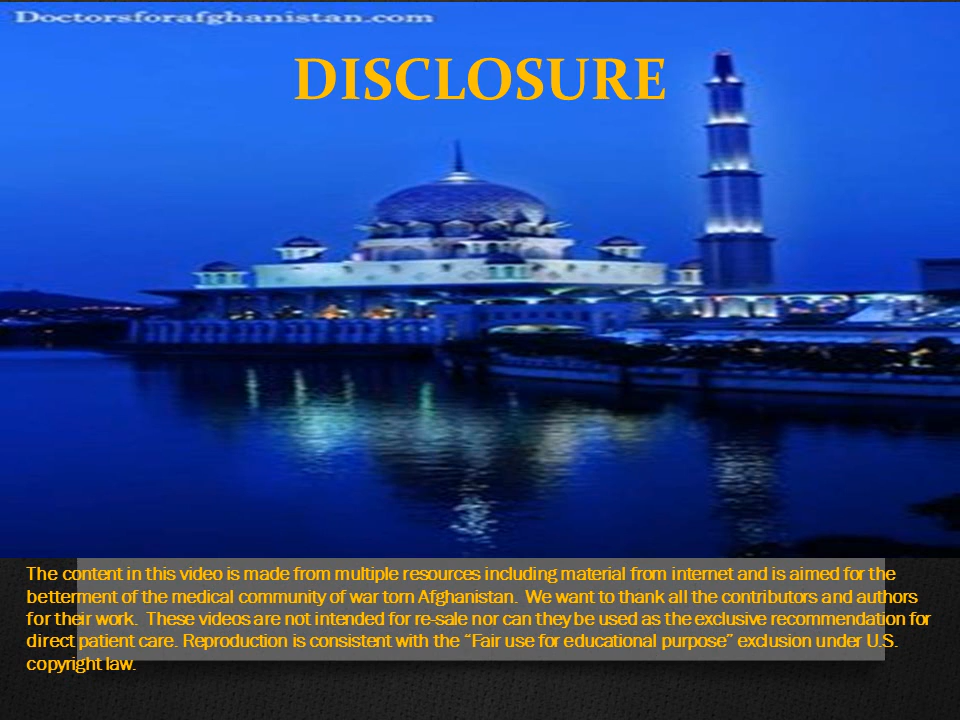 Doctorsforafghanistan.com
DISCLOSURE
The content in this video is made from multiple resources including material from internet and is aimed for the
betterment of the medical community of war torn Afghanistan.  We want to thank all the contributors and authors
for their work.  These videos are not intended for re-sale nor can they be used as the exclusive recommendation for
direct patient care. Reproduction is consistent with the “Fair use for educational purpose” exclusion under U.S.
copyright law.